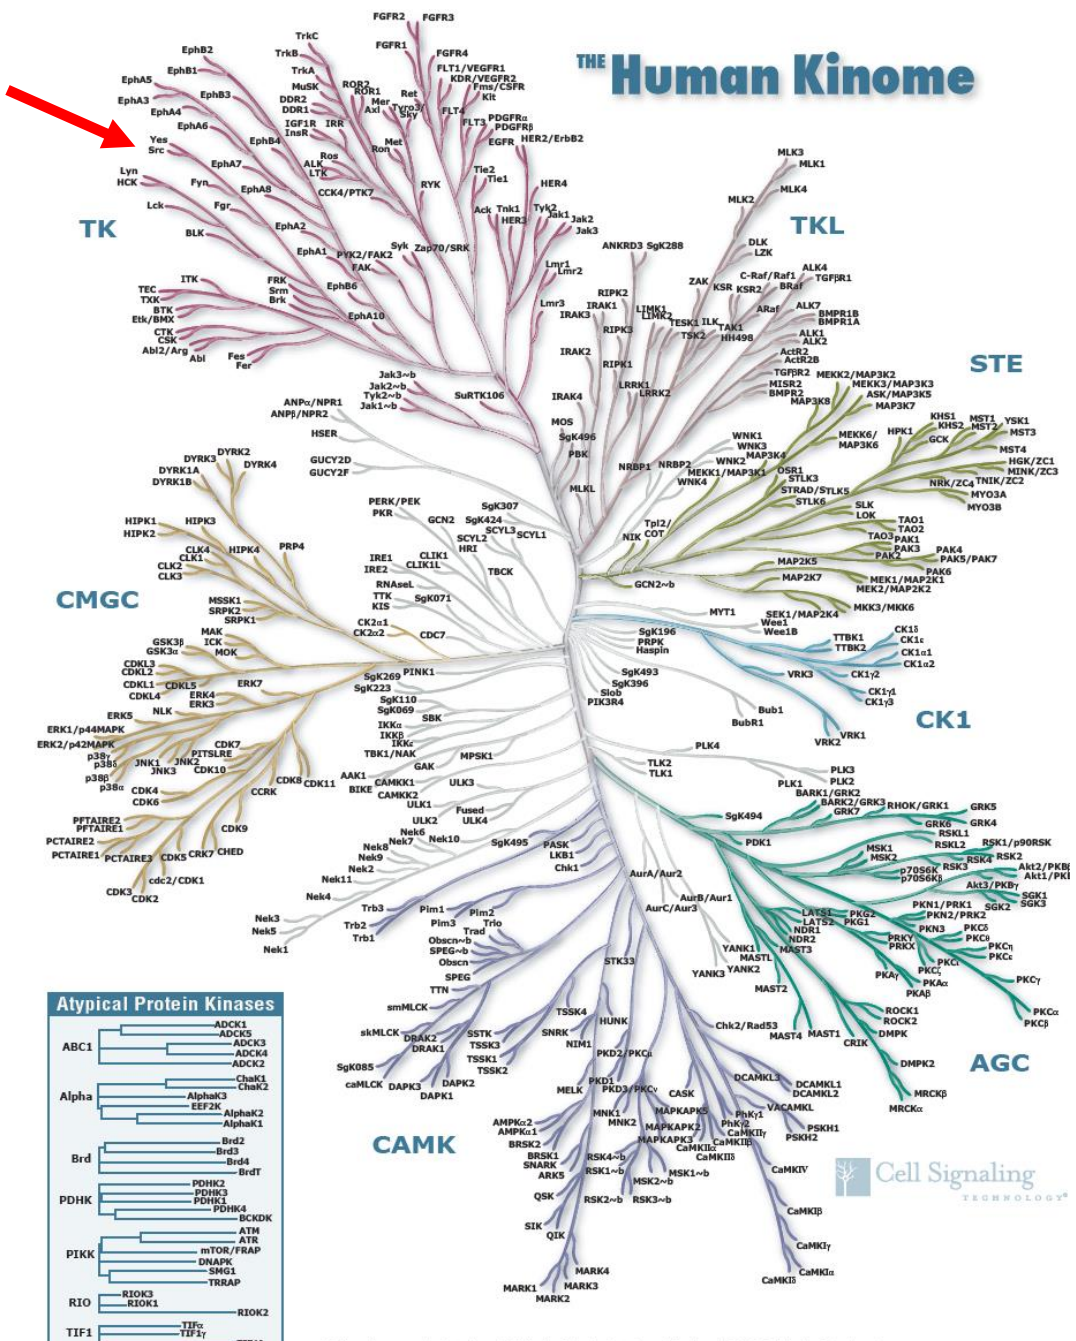 THE Human Kinome
FGFR2 FGFR3
TrkC
FGFR1
EphB2
TrkB
FGFR4
EphB1
FLT1/VEGFR1
TrkA
KDR/VEGFR2
EphA5
MuSK
ROR2
Fms/CSFR
ROR1
Ret
Kit
EphA3
EphB3
DDR2
Mer
Tyro3/
Axl
Sky
FLT4
EphA4
DDR1
IGF1R
IRR
FLT3
PDGFRα
EphA6
InsR
PDGFRβ
Yes
EphB4
Met
EGFR
HER2/ErbB2
Src
Ron
Ros
ALK
LTK
EphA7
Tie2
Tie1
Lyn
HCK
Fyn
EphA8
CCK4/PTK7
RYK
HER4
Lck
Fgr
Ack
Tnk1
HER3
Tyk2
Jak1
Jak2
Jak3
TK
BLK
EphA2
EphA1
PYK2/FAK2
FAK
Syk
Zap70/SRK
Lmr1
Lmr2
ITK
FRK
Srm
Brk
EphB6
Lmr3
TEC
TXK
BTK
Etk/BMX
EphA10
CTK
CSK
Abl2/Arg
Abl
Fes
Fer
Jak3~b
Jak2~b
Tyk2~b
Jak1~b
SuRTK106
MLK3
MLK1
MLK4
MLK2
TKL
ANKRD3
SgK288
DLK
LZK
ZAK
C-Raf/Raf1
ALK4
TGFβR1
KSR
KSR2
BRaf
RIPK2
IRAK1
IRAK3
LIMK1
LIMK2
ARaf
ALK7
BMPR1B
BMPR1A
RIPK3
TESK1
ILK
TSK2
TAK1
HH498
ALK1
ALK2
IRAK2
RIPK1
ActR2
ActR2B
LRRK1
LRRK2
TGFβR2
MISR2
BMPR2
IRAK4
MOS
SgK496
PBK
MLKL
STE
MEKK2/MAP3K2
MEKK3/MAP3K3
ASK/MAP3K5
MAP3K8
MAP3K7
KHS1
KHS2
MST1
YSK1
MST2
MST3
HPK1
GCK
WNK1
WNK3
MEKK6/
MAP3K6
MST4
NRBP1
NRBP2
WNK2
MAP3K4
HGK/ZC1
MEKK1/MAP3K1
OSR1
MINK/ZC3
WNK4
STLK3
TNIK/ZC2
STRAD/STLK5
NRK/ZC4
STLK6
MYO3A
MYO3B
SLK
LOK
Tpl2/
COT
NIK
TAO1
TAO2
TAO3
PAK1
PAK3
PAK2
PAK4
PAK5/PAK7
PAK6
MAP2K5
GCN2~b
MAP2K7
MEK1/MAP2K1
MEK2/MAP2K2
SEK1/MAP2K4
MKK3/MKK6
ANPα/NPR1
ANPβ/NPR2
HSER
GUCY2D
GUCY2F
DYRK2
DYRK3
DYRK4
DYRK1A
DYRK1B
PERK/PEK
PKR
SgK307
GCN2
SgK424
SCYL3
SCYL1
SCYL2
HRI
HIPK1
HIPK2
HIPK3
CLK4
CLK1
CLK2
CLK3
HIPK4
PRP4
IRE1
IRE2
CLIK1
CLIK1L
TBCK
RNAseL
CMGC
MSSK1
SRPK2
SRPK1
TTK
KIS
SgK071
CK2α1
CK2α2
CDC7
MAK
ICK
MOK
GSK3β
GSK3α
MYT1
Wee1
Wee1B
SgK196
PRPK
Haspin
TTBK1
TTBK2
CK1δ
CK1ε
CK1α1
CK1α2
CDKL3
CDKL2
CDKL1
CDKL4
CDKL5
ERK7
PINK1
SgK269
SgK223
SgK493
SgK396
Slob
PIK3R4
VRK3
CK1γ2
CK1γ1
CK1γ3
ERK4
ERK3
NLK
ERK5
ERK1/p44MAPK
ERK2/p42MAPK
SgK110
SgK069
SBK
Bub1
BubR1
CK1
p38γ
p38δ
p38β
p38α
JNK1
JNK2
JNK3
CDK7
PITSLRE
CDK10
IKKα
IKKβ
IKKε
TBK1/NAK
MPSK1
VRK1
VRK2
CDK4
CDK6
CDK8
CDK11
CCRK
GAK
AAK1
BIKE
CAMKK1
CAMKK2
ULK3
PLK4
TLK2
TLK1
PLK3
PLK1
PLK2
PFTAIRE2
PFTAIRE1
PCTAIRE2
PCTAIRE1
PCTAIRE3
CDK9
CDK5
CRK7
CHED
cdc2/CDK1
CDK3
CDK2
ULK1
ULK2
Fused
ULK4
BARK1/GRK2
BARK2/GRK3
RHOK/GRK1
GRK5
GRK7
GRK6
GRK4
SgK494
Nek6
Nek7
Nek10
Nek8
Nek9
Nek2
Nek11
Nek4
Nek3
Nek5
Nek1
SgK495
PASK
LKB1
Chk1
PDK1
RSKL1
RSKL2
MSK1
MSK2
RSK1/p90RSK
RSK4
RSK2
RSK3
p70S6K
p70S6Kβ
Akt2/PKBβ
Akt1/PKB
Akt3/PKBγ
SGK1
SGK2
SGK3
AurA/Aur2
AurB/Aur1
AurC/Aur3
Trb3
Trb2
Trb1
Pim1
Pim2
Pim3
Trio
Trad
Obscn~b
SPEG~b
Obscn
SPEG
LATS1
LATS2
NDR1
NDR2
MAST3
MASTL
PKG2
PKG1
PKN1/PRK1
PKN2/PRK2
PKN3
PRKY
PRKX
PKCδ
PKCθ
PKCη
PKCε
PKCι
PKCζ
PKCγ
PKAγ
PKAα
PKAβ
PKCα
PKCβ
YANK1
YANK2
YANK3
MAST2
STK33
TTN
smMLCK
skMLCK
SgK085
caMLCK
DRAK2
DRAK1
DAPK3
DAPK2
DAPK1
SSTK
TSSK3
TSSK1
TSSK2
TSSK4
SNRK
NIM1
HUNK
Chk2/Rad53
MAST4
MAST1
ROCK1
ROCK2
DMPK
CRIK
DMPK2
MRCKβ
MRCKα
AGC
PKD2/PKCμ
PKD1
PKD3/PKCν
MELK
CASK
DCAMKL3
DCAMKL1
DCAMKL2
MNK1
MNK2
MAPKAPK5
MAPKAPK2
MAPKAPK3
PhKγ1
PhKγ2
VACAMKL
PSKH1
PSKH2
CAMK
AMPKα2
AMPKα1
BRSK2
BRSK1
SNARK
ARK5
CaMKIIγ
CaMKIIβ
CaMKIIα
CaMKIIδ
RSK4~b
RSK1~b
MSK1~b
MSK2~b
RSK2~b
RSK3~b
QSK
SIK
QIK
CaMKIV
CaMKIβ
CaMKIγ
CaMKIα
CaMKIδ
MARK4
MARK1
MARK3
MARK2
Cell Signaling
TECHNOLOGY®
Atypical Protein Kinases
ABC1
ADCK1
ADCK5
ADCK3
ADCK4
ADCK2
Alpha
ChaK1
ChaK2
AlphaK3
EEF2K
AlphaK2
AlphaK1
Brd
Brd2
Brd3
Brd4
BrdT
PDHK
PDHK2
PDHK3
PDHK1
PDHK4
BCKDK
PIKK
ATM
ATR
mTOR/FRAP
DNAPK
SMG1
TRRAP
RIO
RIOK3
RIOK1
RIOK2
TIF1
TIFα
TIF1γ